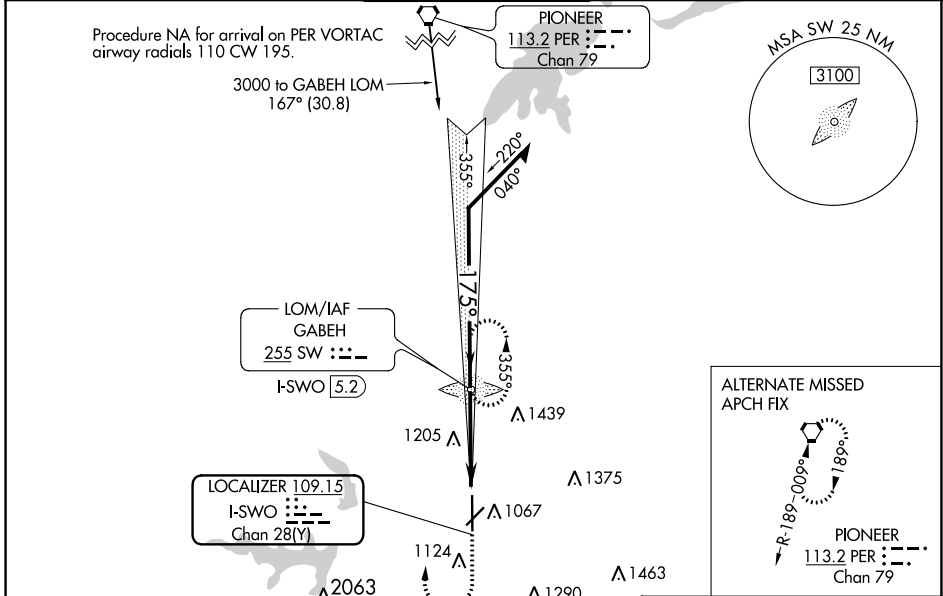 Procedure NA for arrival on PER VORTAC
airway radials 110 CW 195.
3000 to GABEH LOM
167° (30.8)
PIONEER
113.2 PER
Chan 79
MSA SW 25 NM
3100
355°
220°
040°
175°
LOM/IAF
GABEH
255 SW
I-SWO 5.2
355°
1439
1205
1375
LOCALIZER 109.15
I-SWO
Chan 28(Y)
1067
1124
2063
1290
1463
ALTERNATE MISSED
APCH FIX
R-189
009°
189°
PIONEER
113.2 PER
Chan 79